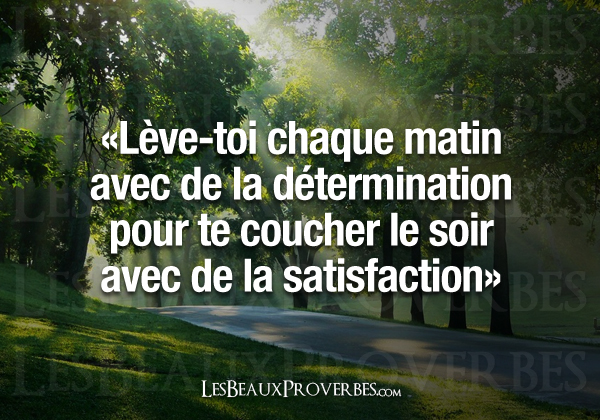 «Lève-toi chaque matin
avec de la détermination
pour te coucher le soir
avec de la satisfaction»
LesBeauxProverbes.com